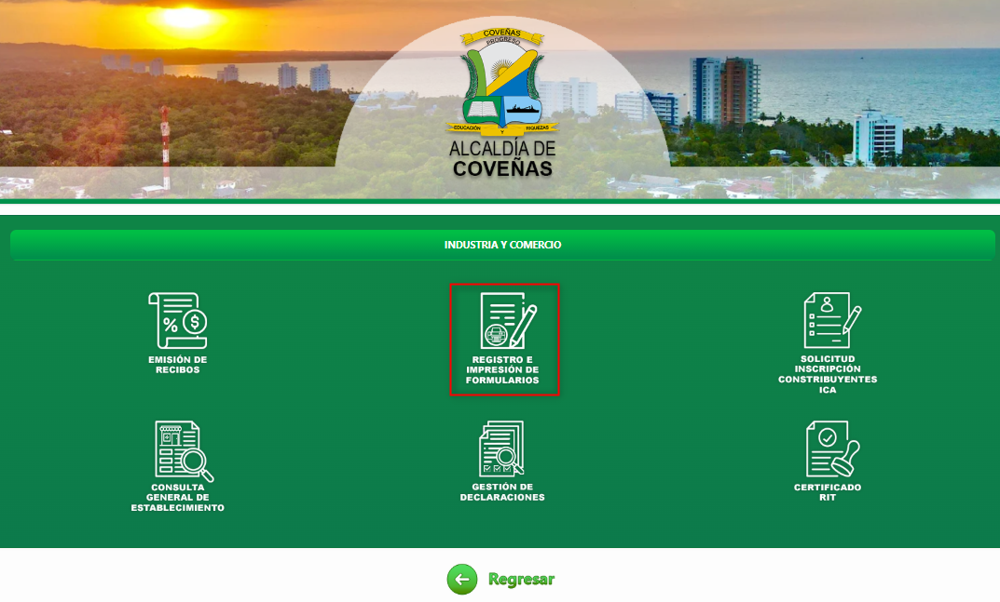 COVEÑAS
PROGRESO
EDUCACIÓN Y RIQUEZAS
ALCALDÍA DE
COVEÑAS
INDUSTRIA Y COMERCIO
EMISIÓN DE
RECIBOS
REGISTRO E
IMPRESIÓN DE
FORMULARIOS
SOLICITUD
INSCRIPCIÓN
CONSTRIBUYENTES
ICA
CONSULTA
GENERAL DE
ESTABLECIMIENTO
GESTIÓN DE
DECLARACIONES
CERTIFICADO
RIT
Regresar